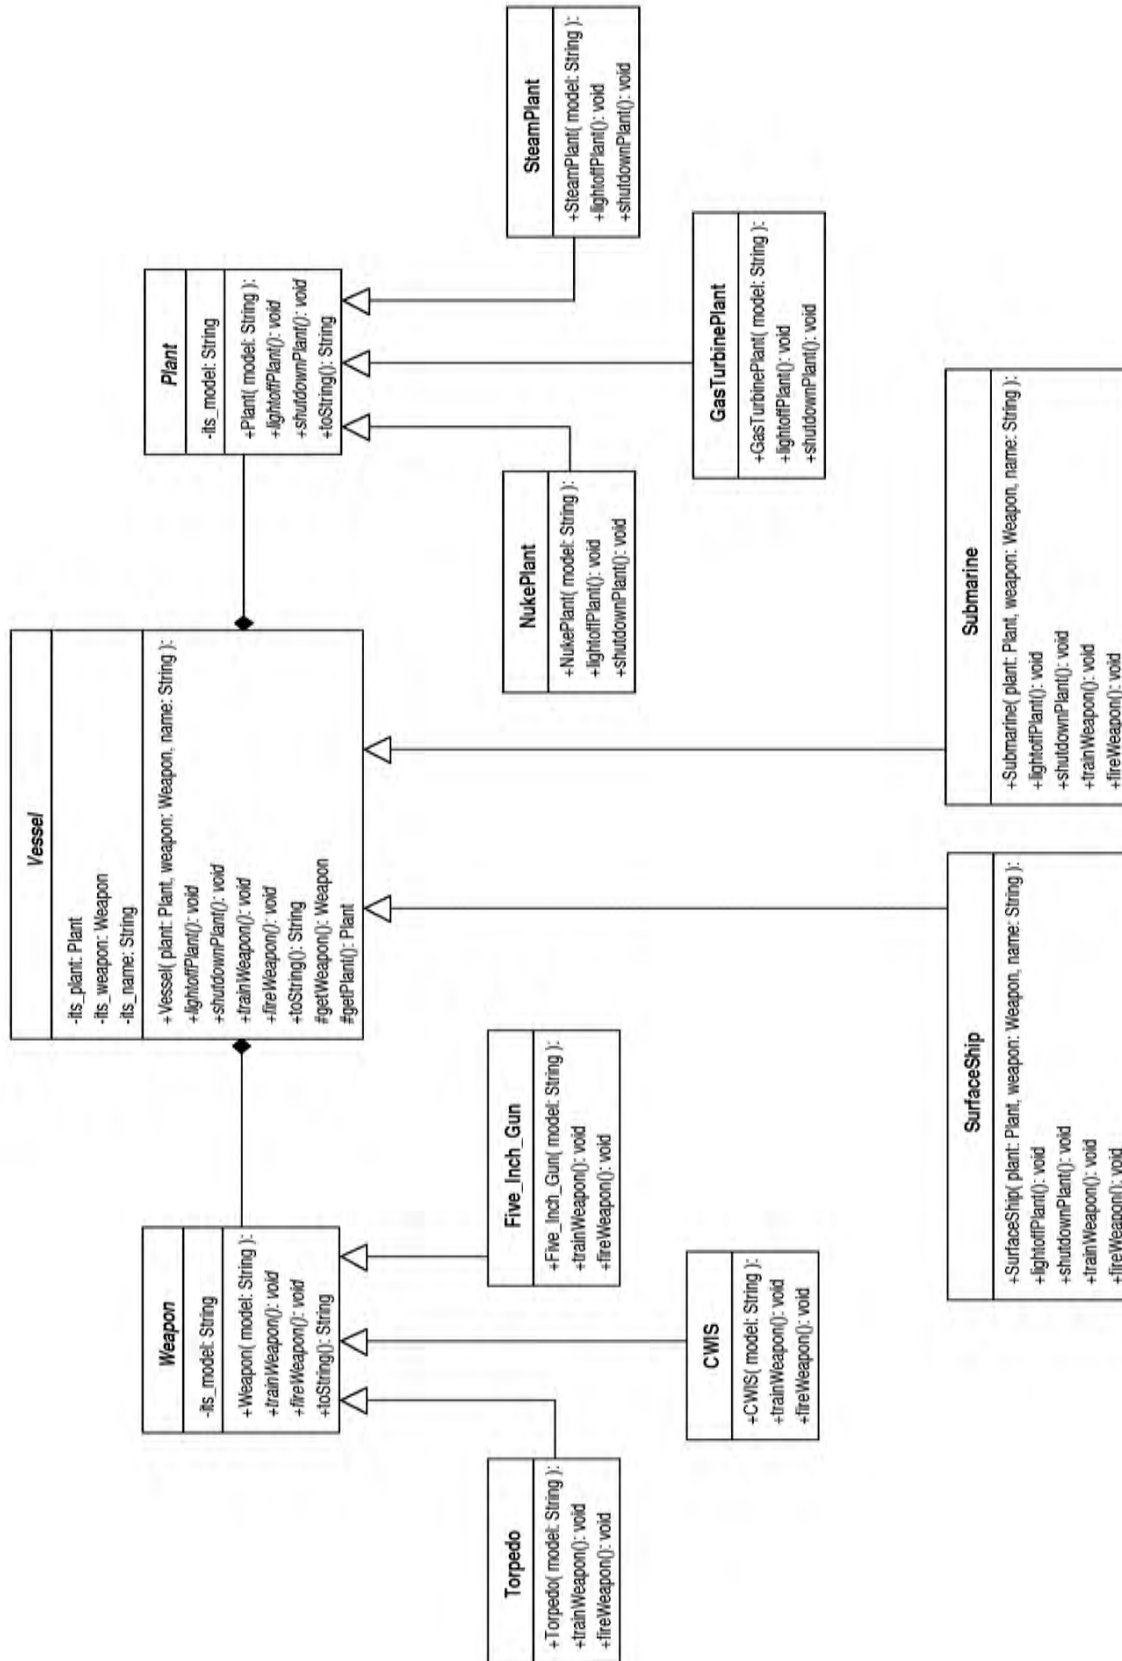 Vessel
-its_plant: Plant
-its_weapon: Weapon
-its_name: String
+Vessel( plant: Plant, weapon: Weapon, name: String ):
+lightoffPlant(): void
+shutdownPlant(): void
+trainWeapon(): void
+fireWeapon(): void
+toString(): String
#getWeapon(): Weapon
#getPlant(): Plant
Weapon
-its_model: String
+Weapon( model: String ):
+trainWeapon(): void
+fireWeapon(): void
+toString(): String
Plant
-its_model: String
+Plant( model: String ):
+lightoffPlant(): void
+shutdownPlant(): void
+toString(): String
Torpedo
+Torpedo( model: String ):
+trainWeapon(): void
+fireWeapon(): void
Five_Inch_Gun
+Five_Inch_Gun( model: String ):
+trainWeapon(): void
+fireWeapon(): void
NukePlant
+NukePlant( model: String ):
+lightoffPlant(): void
+shutdownPlant(): void
SteamPlant
+SteamPlant( model: String ):
+lightoffPlant(): void
+shutdownPlant(): void
CWIS
+CWIS( model: String ):
+trainWeapon(): void
+fireWeapon(): void
GasTurbinePlant
+GasTurbinePlant( model: String ):
+lightoffPlant(): void
+shutdownPlant(): void
SurfaceShip
+SurfaceShip( plant: Plant, weapon: Weapon, name: String ):
+lightoffPlant(): void
+shutdownPlant(): void
+trainWeapon(): void
+fireWeapon(): void
Submarine
+Submarine( plant: Plant, weapon: Weapon, name: String ):
+lightoffPlant(): void
+shutdownPlant(): void
+trainWeapon(): void
+fireWeapon(): void